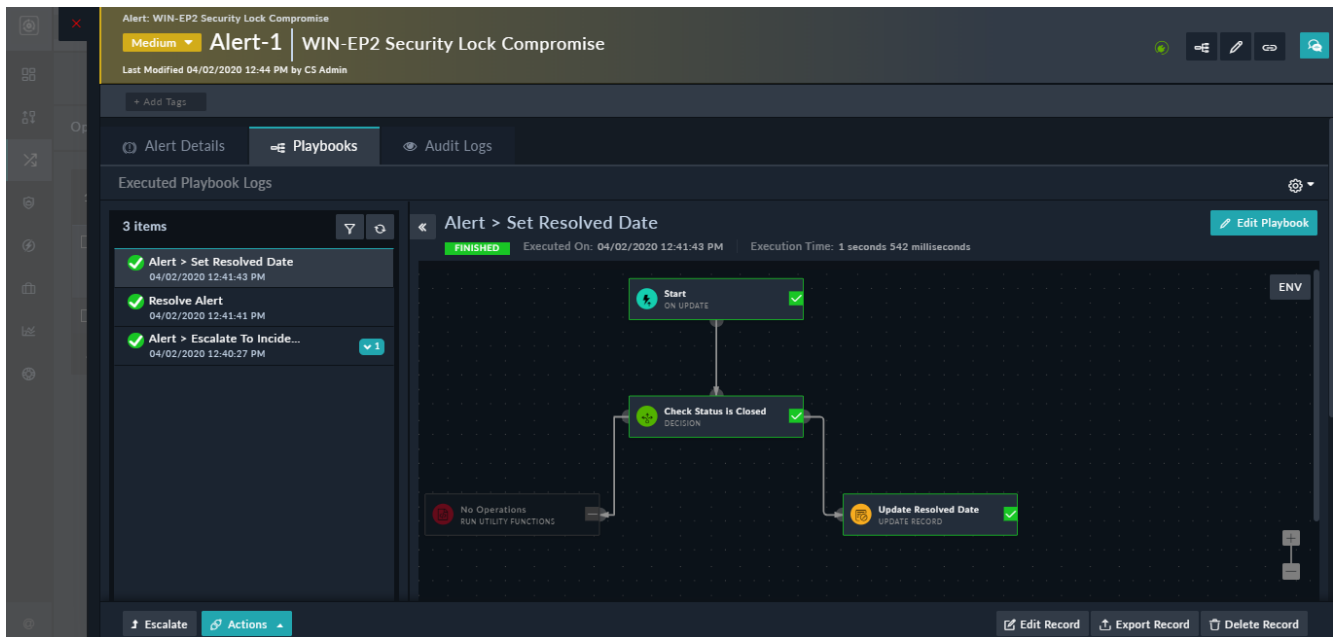 Alert: WIN-EP2 Security Lock Compromise
Medium Alert-1 WIN-EP2 Security Lock Compromise
Last Modified 04/02/2020 12:44 PM by CS Admin
+ Add Tags
Op
Alert Details Playbooks Audit Logs
Executed Playbook Logs
3 items
Alert > Set Resolved Date
04/02/2020 12:41:43 PM
Resolve Alert
04/02/2020 12:41:41 PM
Alert > Escalate To Incide...
04/02/2020 12:40:27 PM
1
Alert > Set Resolved Date
Edit Playbook
FINISHED Executed On: 04/02/2020 12:41:43 PM Execution Time: 1 seconds 542 milliseconds
ENV
Start
ON UPDATE
Check Status is Closed
DECISION
No Operations
RUN UTILITY FUNCTIONS
Update Resolved Date
UPDATE RECORD
Escalate Actions Edit Record Export Record Delete Record